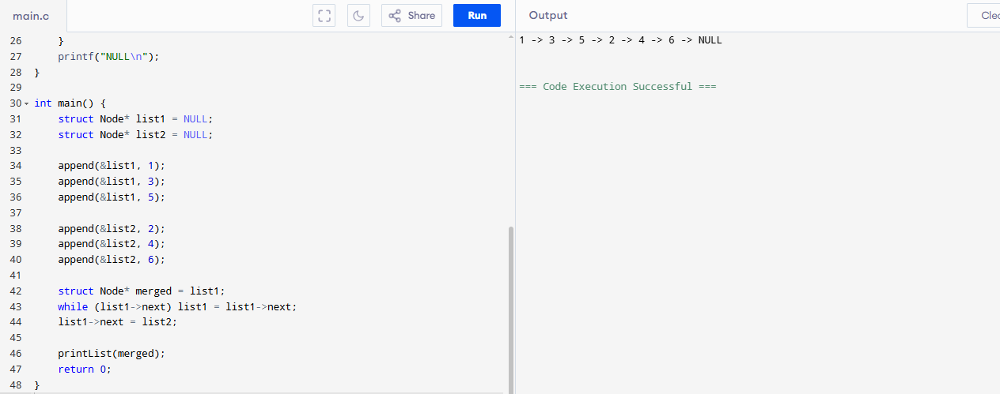 main.c
Share
Run
Output
26 }
27 printf("NULL\n");
28 }
29
30 int main() {
31 struct Node* list1 = NULL;
32 struct Node* list2 = NULL;
33
34 append(&list1, 1);
35 append(&list1, 3);
36 append(&list1, 5);
37
38 append(&list2, 2);
39 append(&list2, 4);
40 append(&list2, 6);
41
42 struct Node* merged = list1;
43 while (list1->next) list1 = list1->next;
44 list1->next = list2;
45
46 printList(merged);
47 return 0;
48 }
1 -> 3 -> 5 -> 2 -> 4 -> 6 -> NULL
=== Code Execution Successful ===